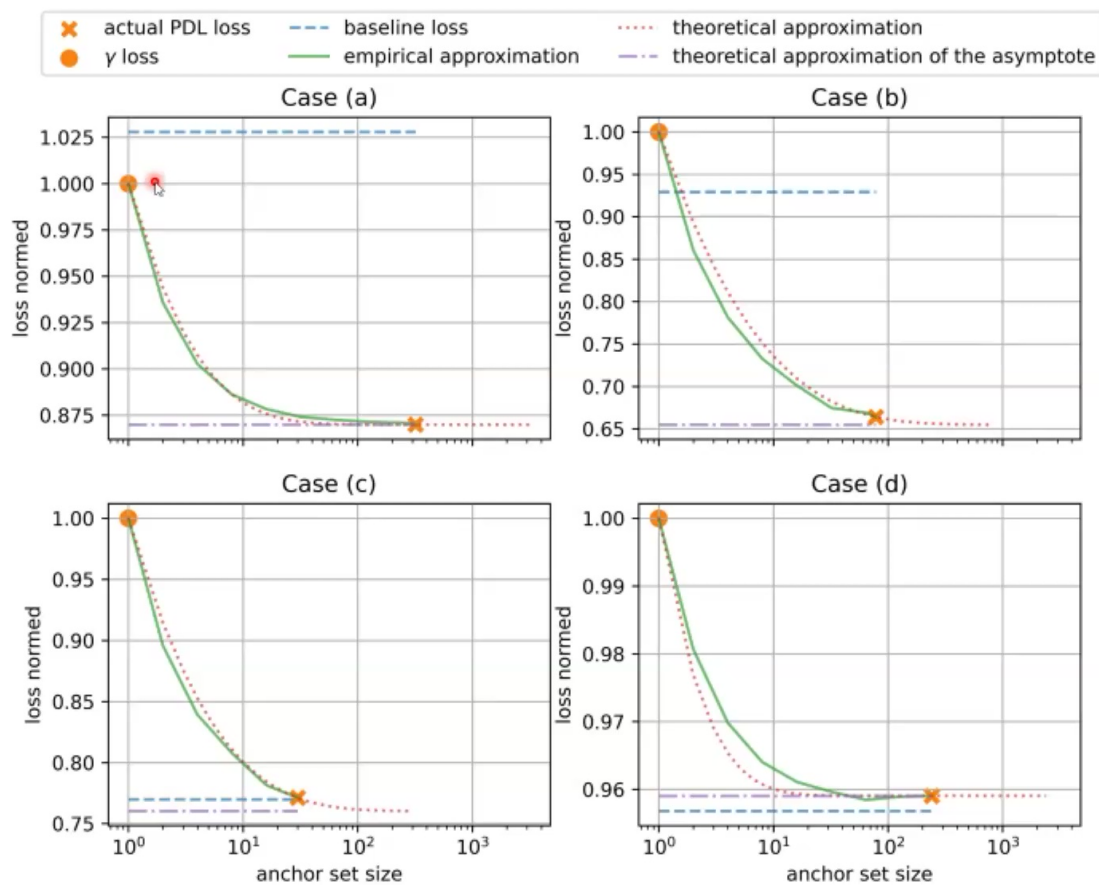 actual PDL loss
γ loss
baseline loss
empirical approximation
theoretical approximation
theoretical approximation of the asymptote
Case (a)
loss normed
1.025
1.000
0.975
0.950
0.925
0.900
0.875
Case (b)
loss normed
1.00
0.95
0.90
0.85
0.80
0.75
0.70
0.65
Case (c)
loss normed
1.00
0.95
0.90
0.85
0.80
0.75
10⁰ 10¹ 10² 10³
anchor set size
Case (d)
loss normed
1.00
0.99
0.98
0.97
0.96
10⁰ 10¹ 10² 10³
anchor set size